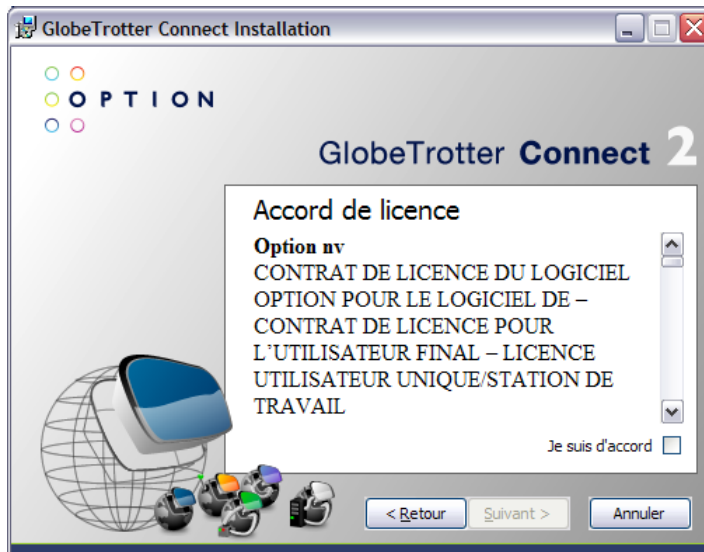 GlobeTrotter Connect Installation
OPTION
GlobeTrotter Connect 2
Accord de licence
Option nv
CONTRAT DE LICENCE DU LOGICIEL
OPTION POUR LE LOGICIEL DE –
CONTRAT DE LICENCE POUR
L’UTILISATEUR FINAL – LICENCE
UTILISATEUR UNIQUE/STATION DE
TRAVAIL
Je suis d'accord
< Retour Suivant > Annuler